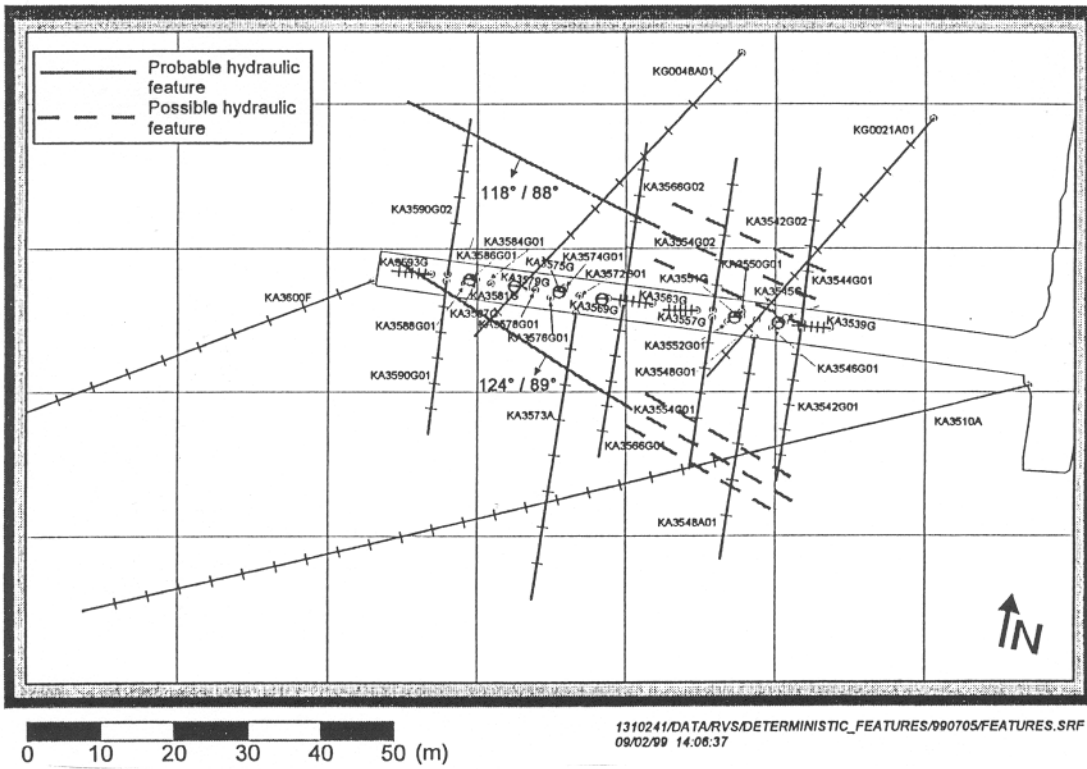 Probable hydraulic
feature
Possible hydraulic
feature
KG0048A01
KG0021A01
118° / 88°
KA3566G02
KA3590G02
KA3542G02
KA3554G02
KA3584G01
KA3586G01
KA3574G01
KA3550G01
KA3593G
KA3575G
KA3572G01
KA3551G
KA3544G01
KA3600F
KA3581G
KA3579G
KA3563G
KA3545G
KA3587G
KA3569G
KA3557G
KA3539G
KA3588G01
KA3578G01
KA3576G01
KA3552G01
KA3546G01
KA3548G01
KA3590G01
124° / 89°
KA3573A
KA3554G01
KA3542G01
KA3510A
KA3566G01
KA3548A01
N
0 10 20 30 40 50 (m)
1310241/DATA/RVS/DETERMINISTIC_FEATURES/990705/FEATURES.SRF
09/02/99 14:06:37